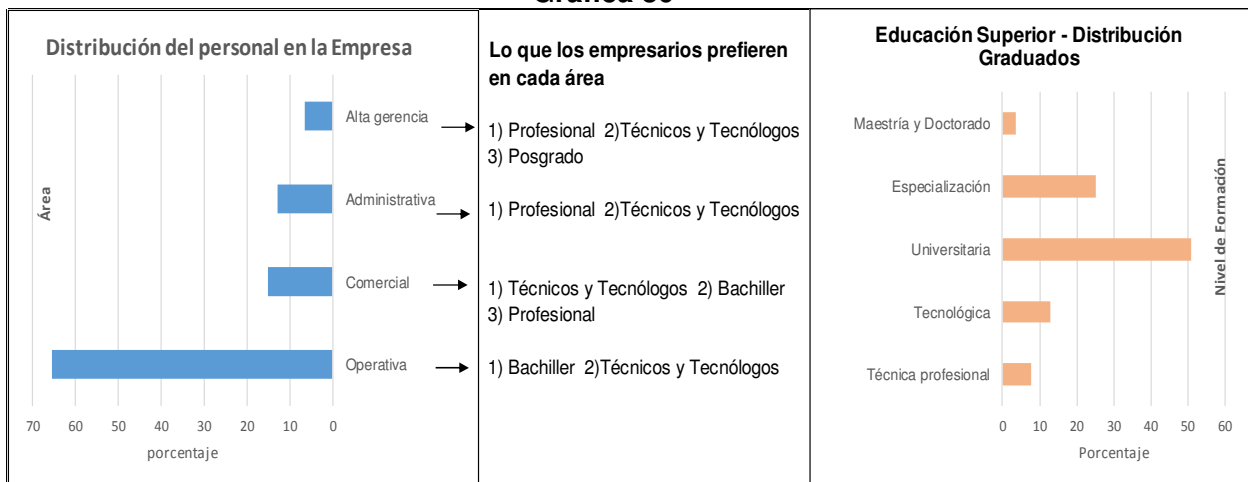 Distribución del personal en la Empresa
Área
Alta gerencia
Administrativa
Comercial
Operativa
70 60 50 40 30 20 10 0
porcentaje
Lo que los empresarios prefieren
en cada área
1) Profesional 2)Técnicos y Tecnólogos
3) Posgrado
1) Profesional 2)Técnicos y Tecnólogos
1) Técnicos y Tecnólogos 2) Bachiller
3) Profesional
1) Bachiller 2)Técnicos y Tecnólogos
Educación Superior - Distribución
Graduados
Maestría y Doctorado
Especialización
Universitaria
Tecnológica
Técnica profesional
Nivel de Formación
0 10 20 30 40 50 60
Porcentaje